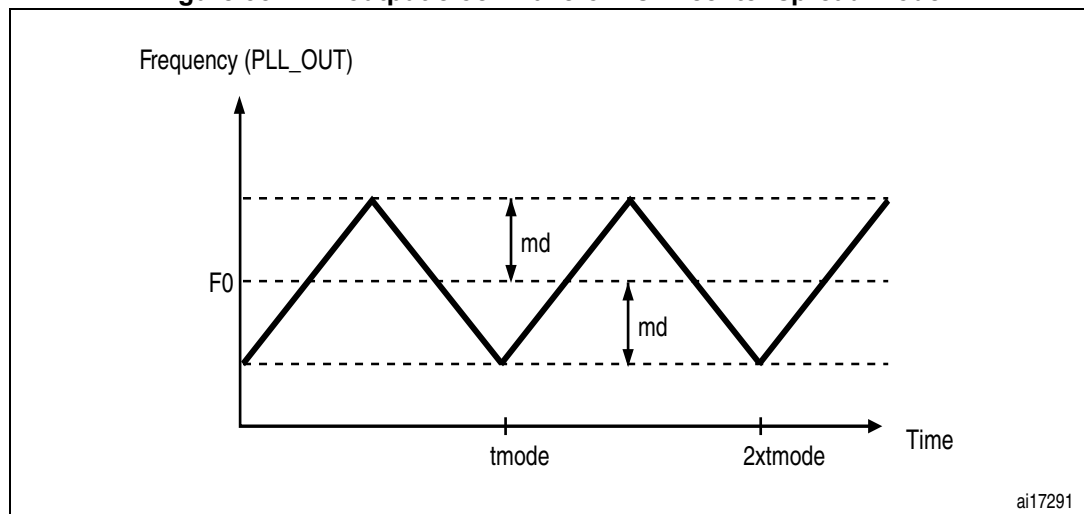 Frequency (PLL_OUT)
md
F0
md
tmode
2xtmode
Time
ai17291